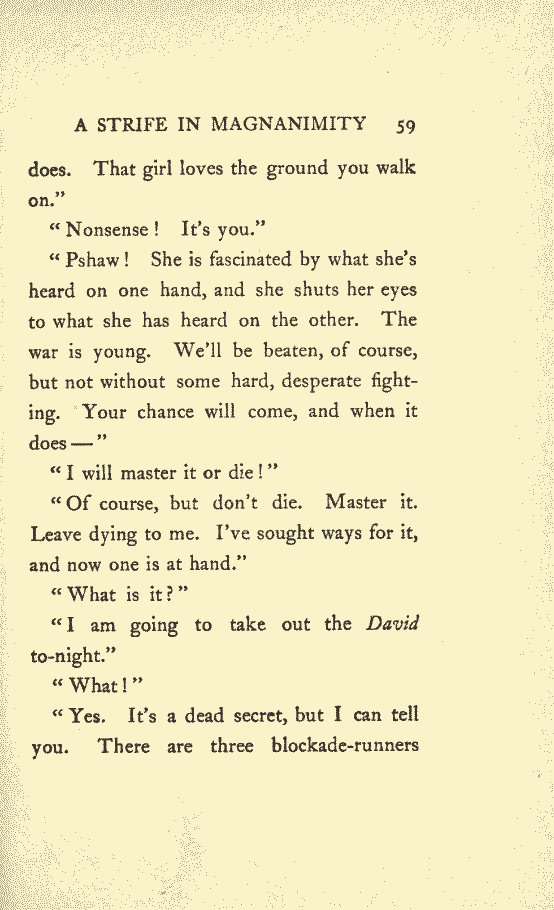 A STRIFE IN MAGNANIMITY 59
does. That girl loves the ground you walk
on."
"Nonsense! It's you."
"Pshaw! She is fascinated by what she's
heard on one hand, and she shuts her eyes
to what she has heard on the other. The
war is young. We'll be beaten, of course,
but not without some hard, desperate fight-
ing. Your chance will come, and when it
does—"
"I will master it or die!"
"Of course, but don't die. Master it.
Leave dying to me. I've sought ways for it,
and now one is at hand."
"What is it?"
"I am going to take out the David
to-night."
"What!"
"Yes. It's a dead secret, but I can tell
you. There are three blockade-runners